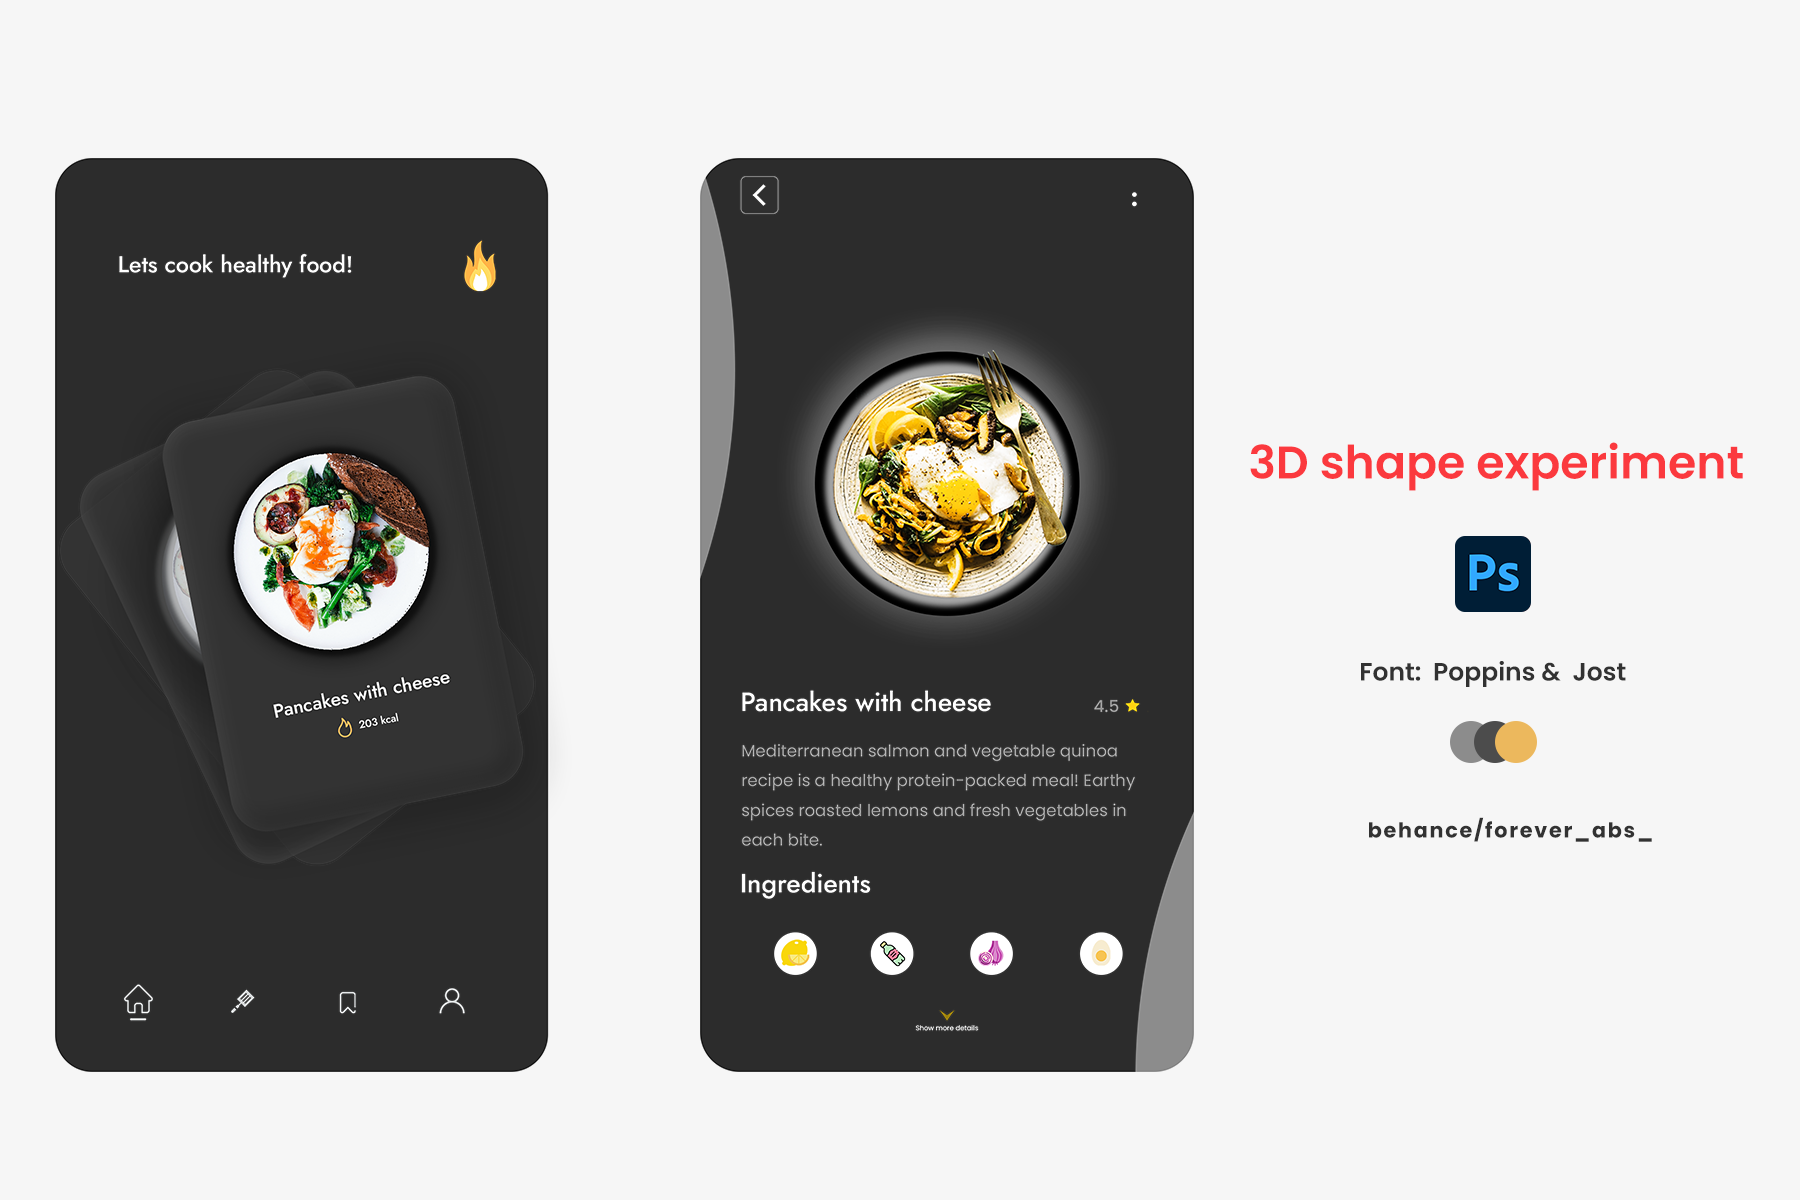 Lets cook healthy food!
Pancakes with cheese
203 kcal
Pancakes with cheese
4.5
Mediterranean salmon and vegetable quinoa
recipe is a healthy protein-packed meal! Earthy
spices roasted lemons and fresh vegetables in
each bite.
Ingredients
Show more details
3D shape experiment
Ps
Font: Poppins & Jost
behance/forever_abs_